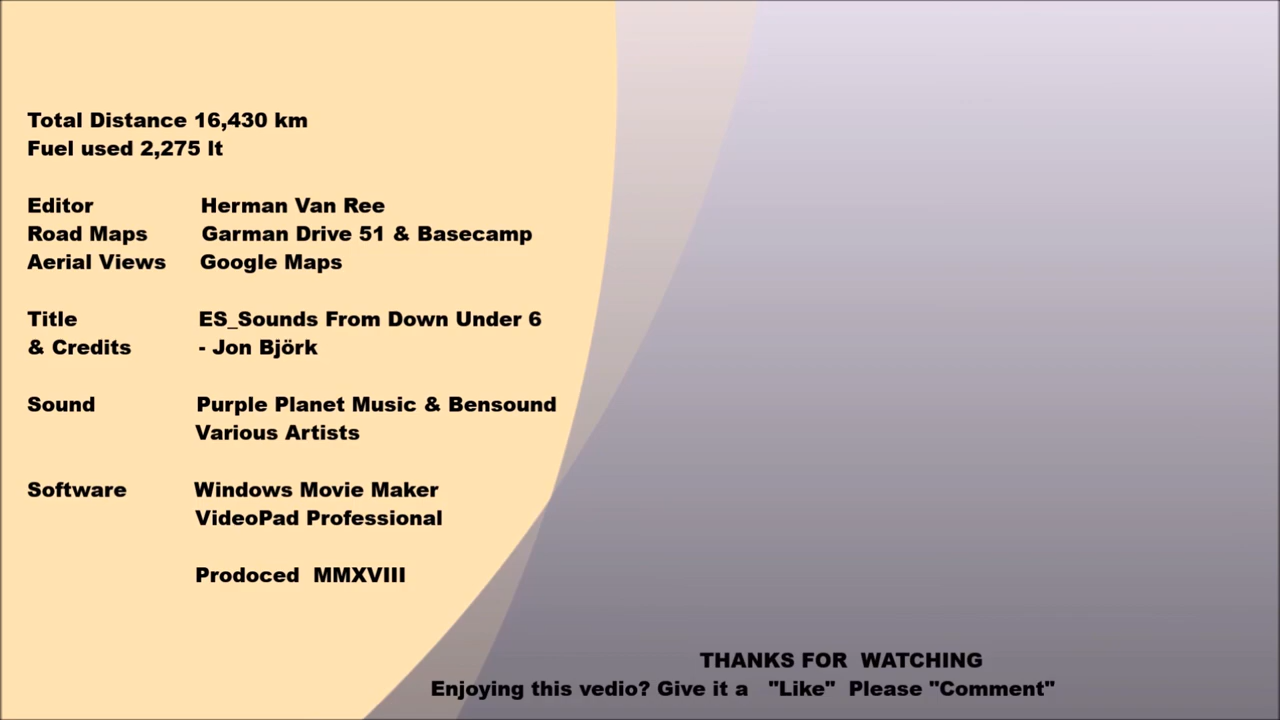 Total Distance 16,430 km
Fuel used 2,275 lt
Editor Herman Van Ree
Road Maps Garman Drive 51 & Basecamp
Aerial Views Google Maps
Title ES_Sounds From Down Under 6
& Credits - Jon Björk
Sound Purple Planet Music & Bensound
Various Artists
Software Windows Movie Maker
VideoPad Professional
Prodoced MMXVIII
THANKS FOR WATCHING
Enjoying this vedio? Give it a "Like" Please "Comment"